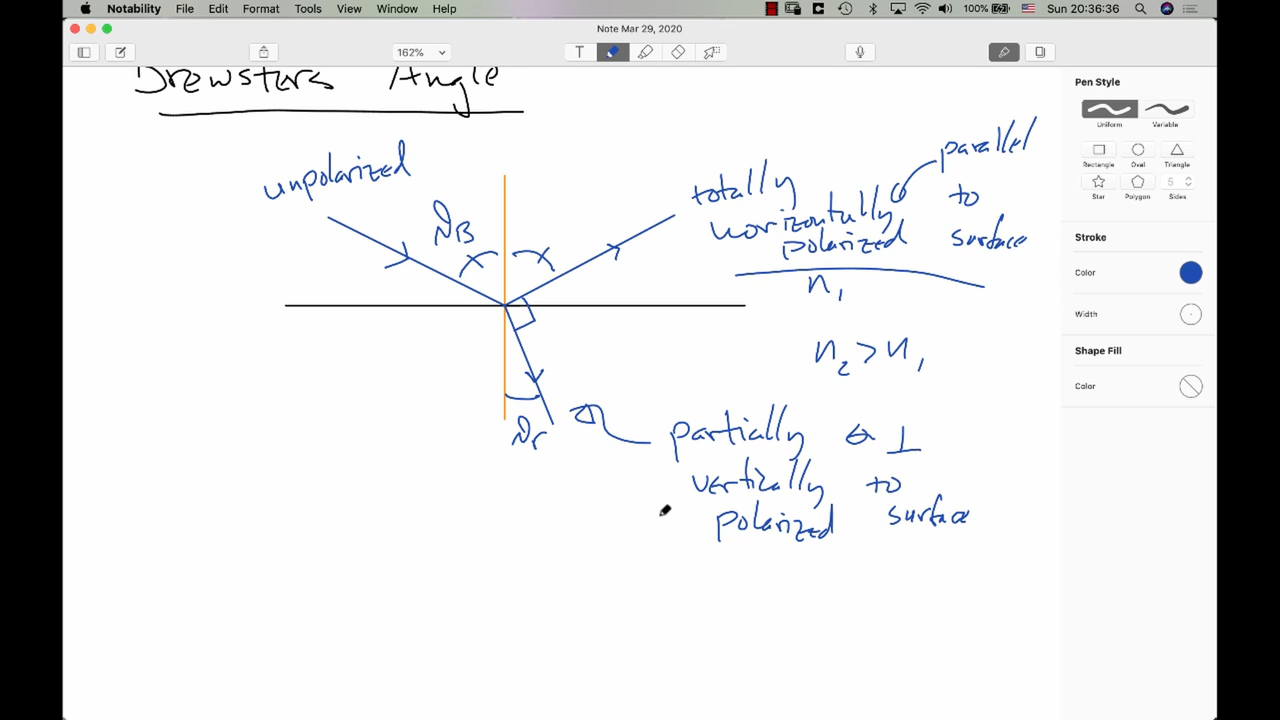 Notability File Edit Format Tools View Window Help 100% Sun 20:36:36
Note Mar 29, 2020
162%
T
Brewsters Angle
unpolarized
ϑB
totally
horizontally
polarized
parallel
to
surface
n₁
n₂ > n₁
ϑr
partially ⊥
vertically to
polarized surface
Pen Style
Uniform Variable
Rectangle Oval Triangle
5
Star Polygon Sides
Stroke
Color
Width
Shape Fill
Color